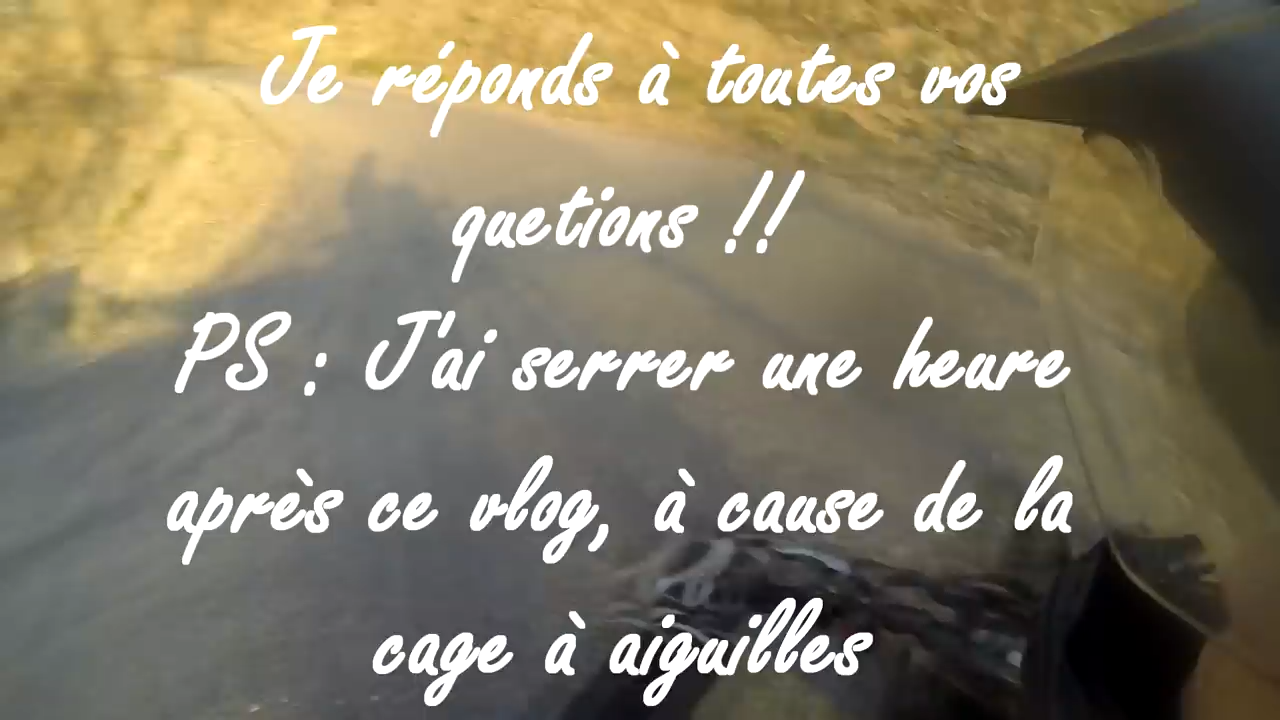 Je réponds à toutes vos
quetions !!
PS : J'ai serrer une heure
après ce vlog, à cause de la
cage à aiguilles